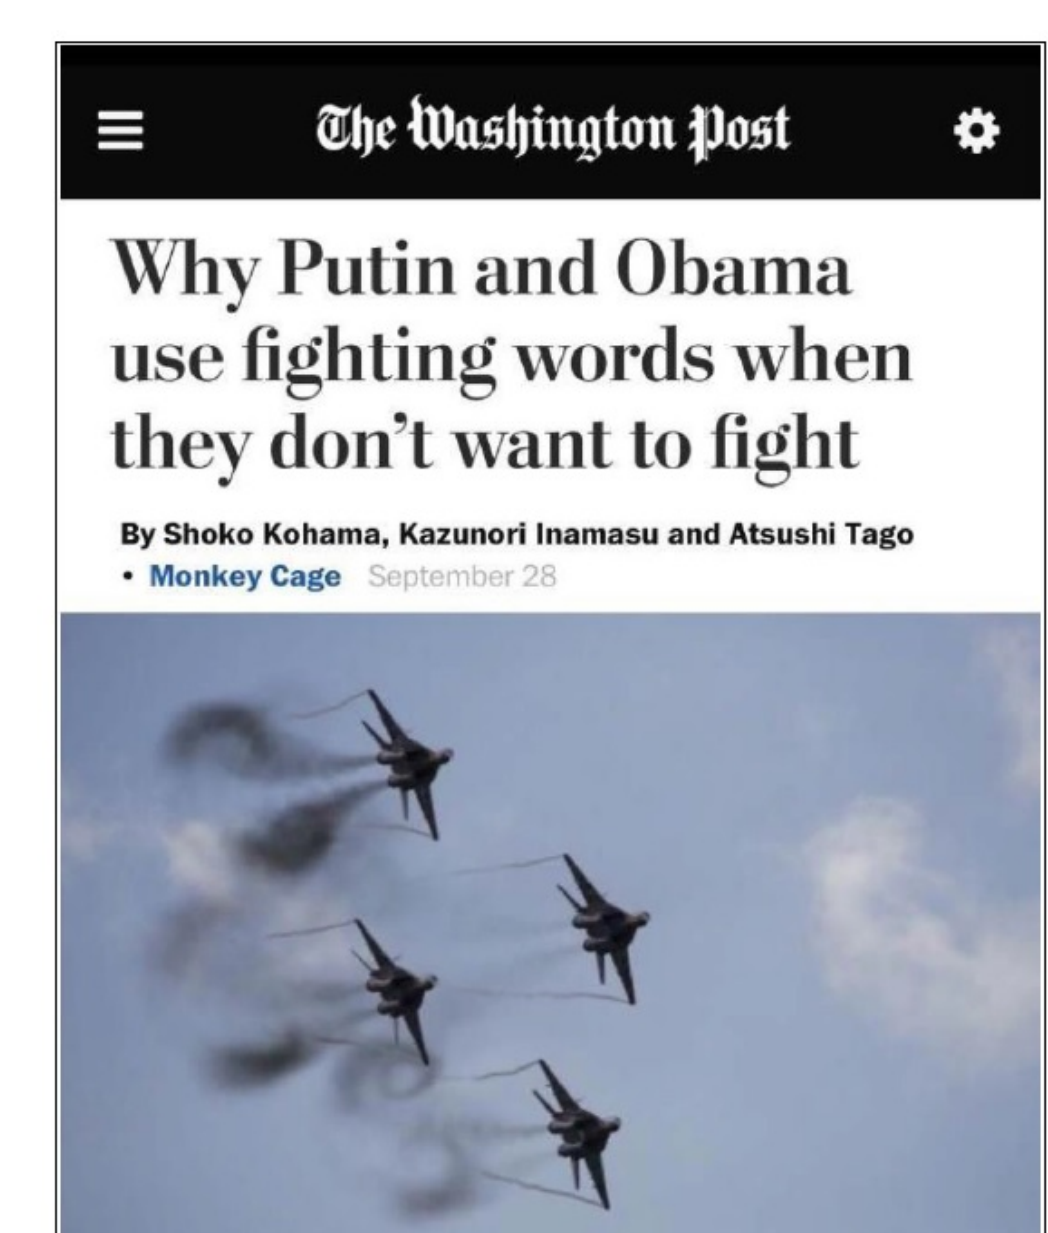 The Washington Post
Why Putin and Obama
use fighting words when
they don't want to fight
By Shoko Kohama, Kazunori Inamasu and Atsushi Tago
• Monkey Cage September 28